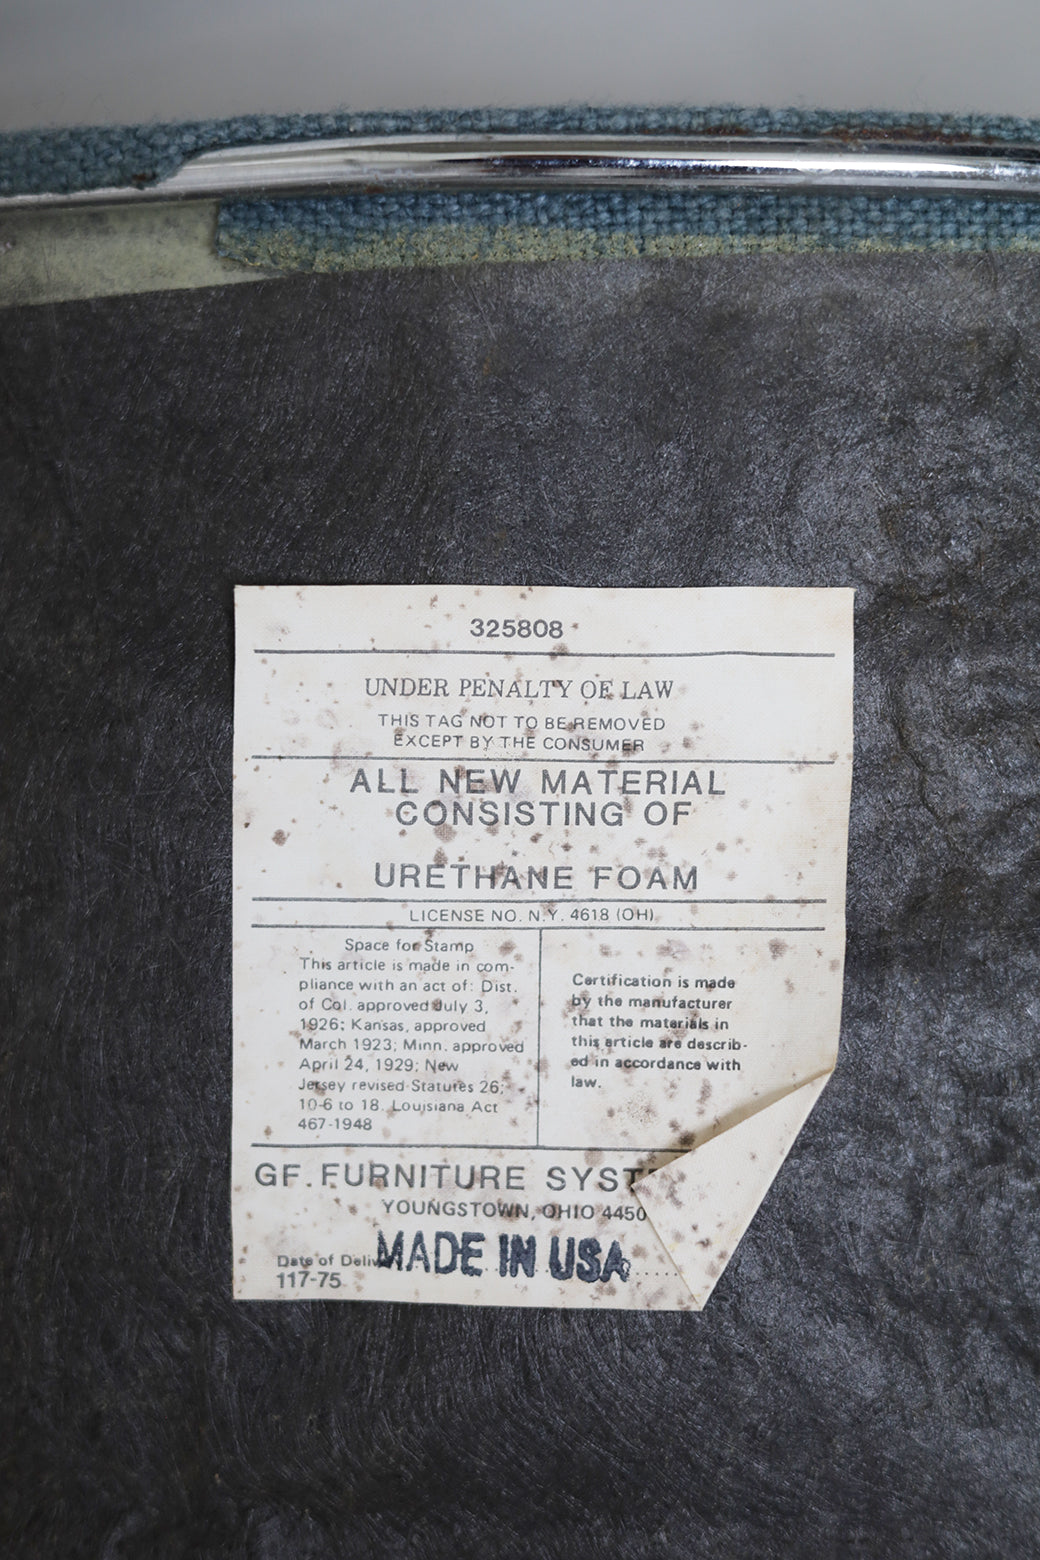 325808
UNDER PENALTY OF LAW
THIS TAG NOT TO BE REMOVED
EXCEPT BY THE CONSUMER
ALL NEW MATERIAL
CONSISTING OF
URETHANE FOAM
LICENSE NO. N.Y. 4618 (OH)
Space for Stamp
This article is made in com-
pliance with an act of: Dist.
of Col. approved July 3,
1926; Kansas, approved
March 1923; Minn. approved
April 24, 1929; New
Jersey revised Statutes 26;
10-6 to 18. Louisiana Act
467-1948
Certification is made
by the manufacturer
that the materials in
this article are describ-
ed in accordance with
law.
GF. FURNITURE
YOUNGSTOWN, OHIO
Date of
MADE IN USA
117-75